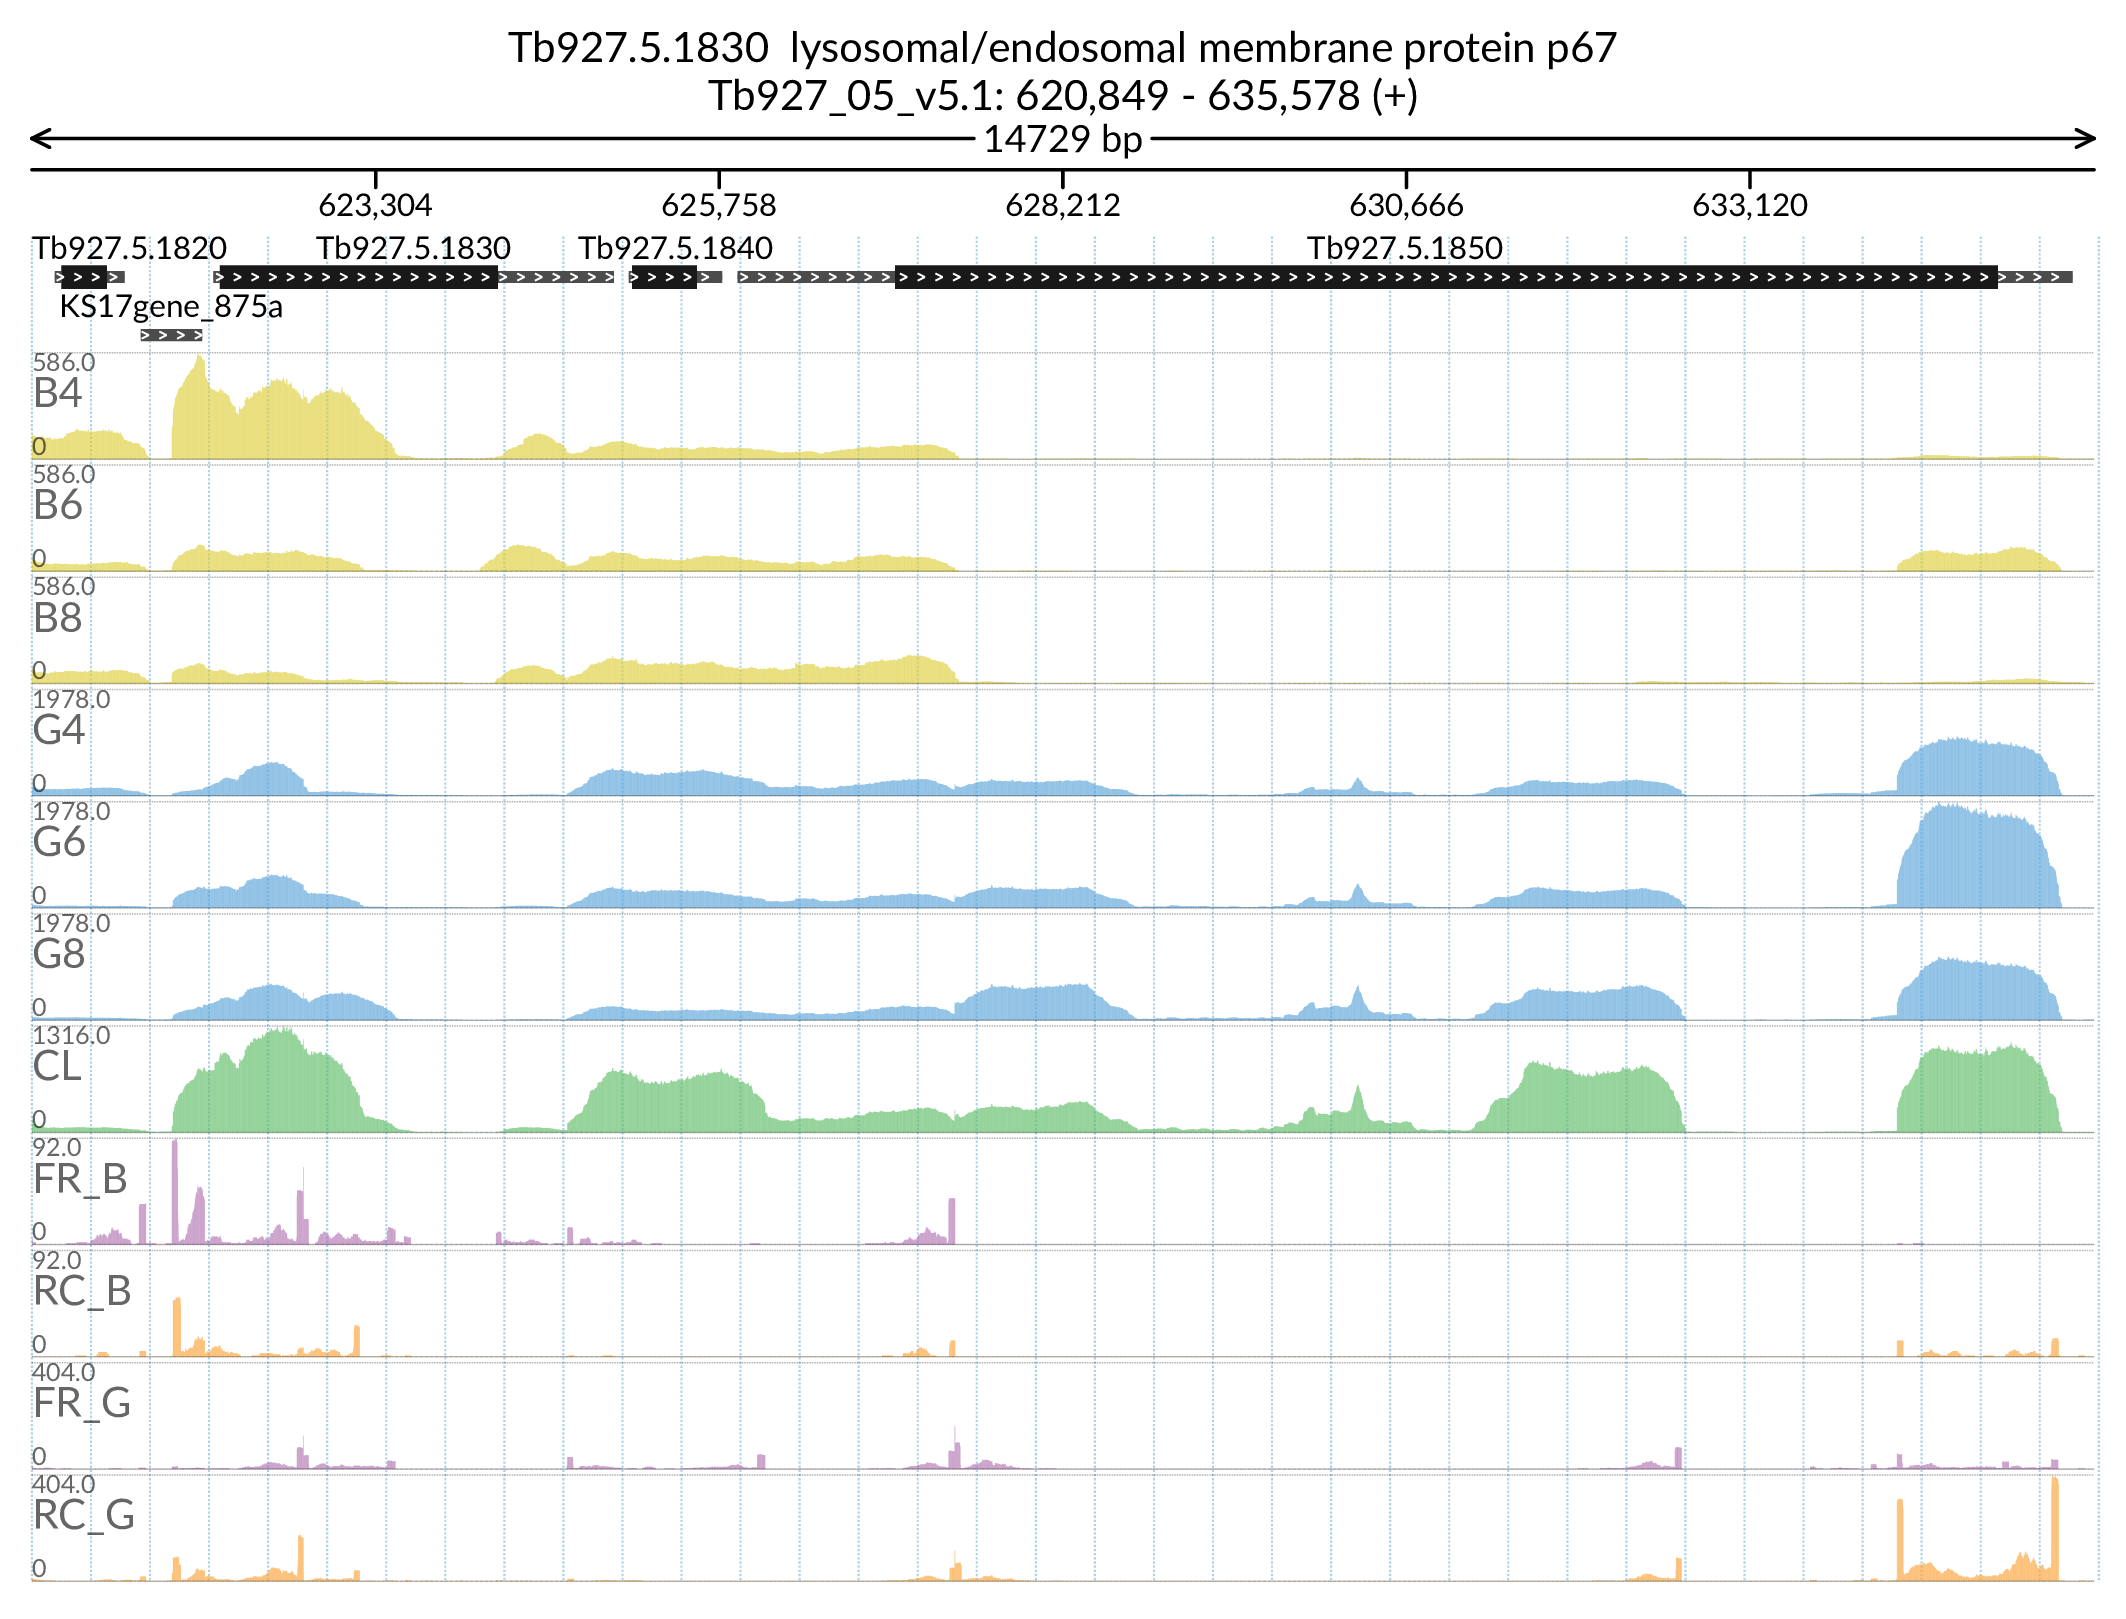 Tb927.5.1830  lysosomal/endosomal membrane protein p67
Tb927_05_v5.1: 620,849 - 635,578 (+)
14729 bp
623,304 625,758 628,212 630,666 633,120
Tb927.5.1820 Tb927.5.1830 Tb927.5.1840 Tb927.5.1850
KS17gene_875a
586.0
B4
0
586.0
B6
0
586.0
B8
0
1978.0
G4
0
1978.0
G6
0
1978.0
G8
0
1316.0
CL
0
92.0
FR_B
0
92.0
RC_B
0
404.0
FR_G
0
404.0
RC_G
0